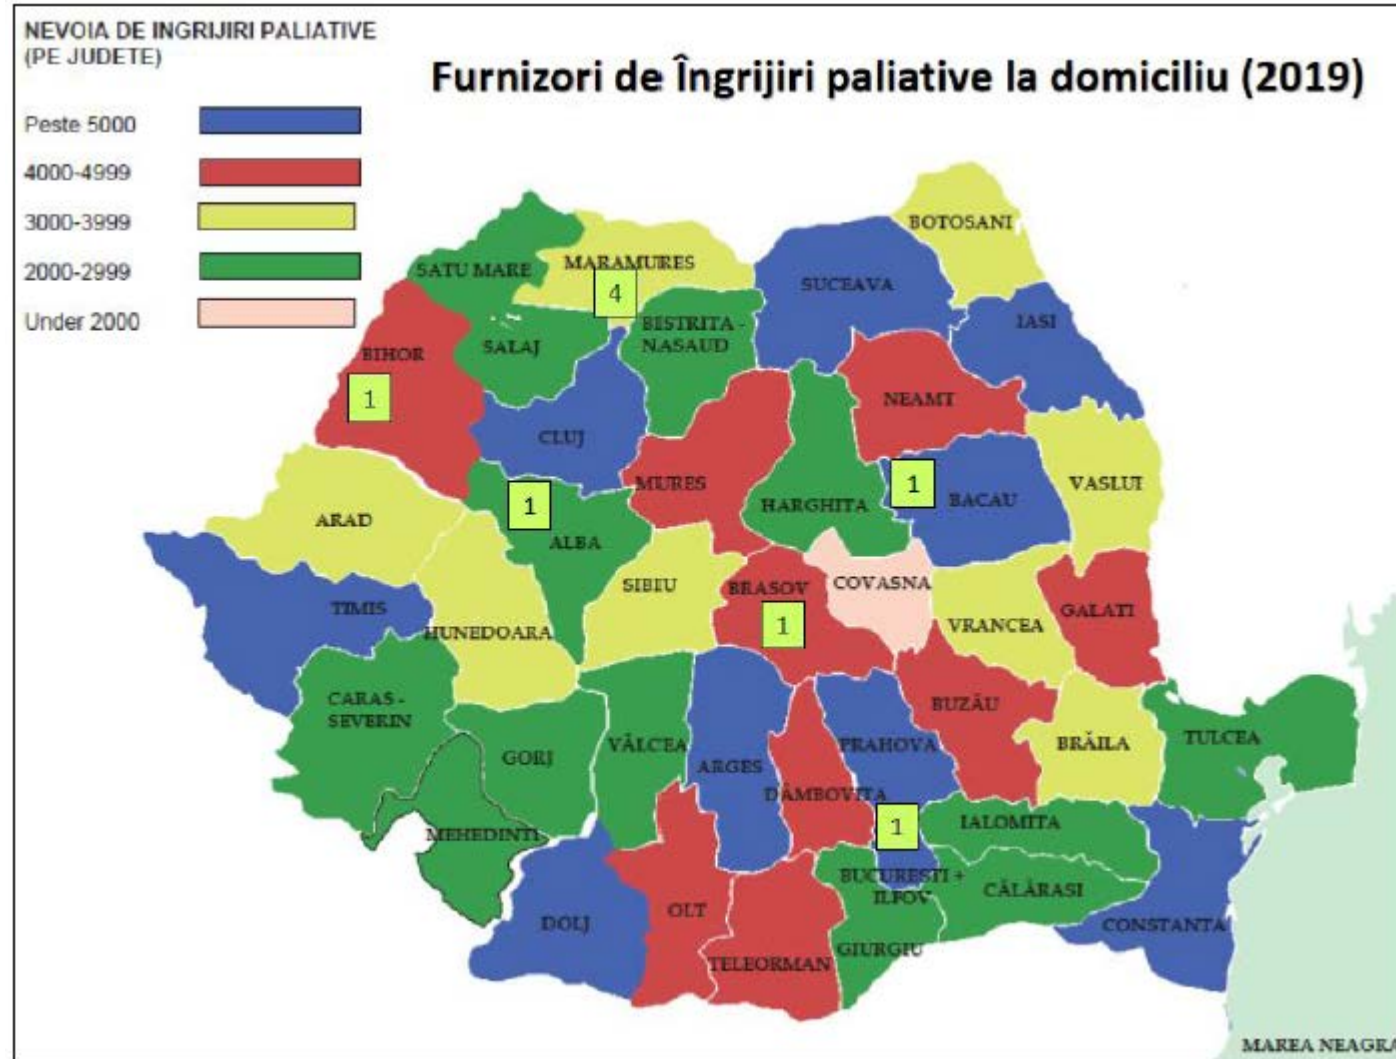 NEVOIA DE INGRIJIRI PALIATIVE
(PE JUDETE)
Furnizori de Îngrijiri paliative la domiciliu (2019)
Peste 5000
4000-4999
3000-3999
2000-2999
Under 2000
BOTOSANI
SATU MARE
MARAMURES
SUCEAVA
4
IASI
BISTRITA -
NASAUD
SALAJ
BIHOR
1
NEAMT
CLUJ
MURES
HARGHITA
1
BACAU
VASLUI
1
ALBA
ARAD
SIBIU
BRASOV
COVASNA
1
VRANCEA
GALATI
TIMIS
HUNEDOARA
CARAS -
SEVERIN
BUZĂU
GORJ
VÂLCEA
ARGES
PRAHOVA
BRĂILA
TULCEA
DÂMBOVITA
MEHEDINTI
1
IALOMITA
BUCURESTI +
ILFOV
CĂLĂRASI
DOLJ
OLT
TELEORMAN
GIURGIU
CONSTANTA
MAREA NEAGRA